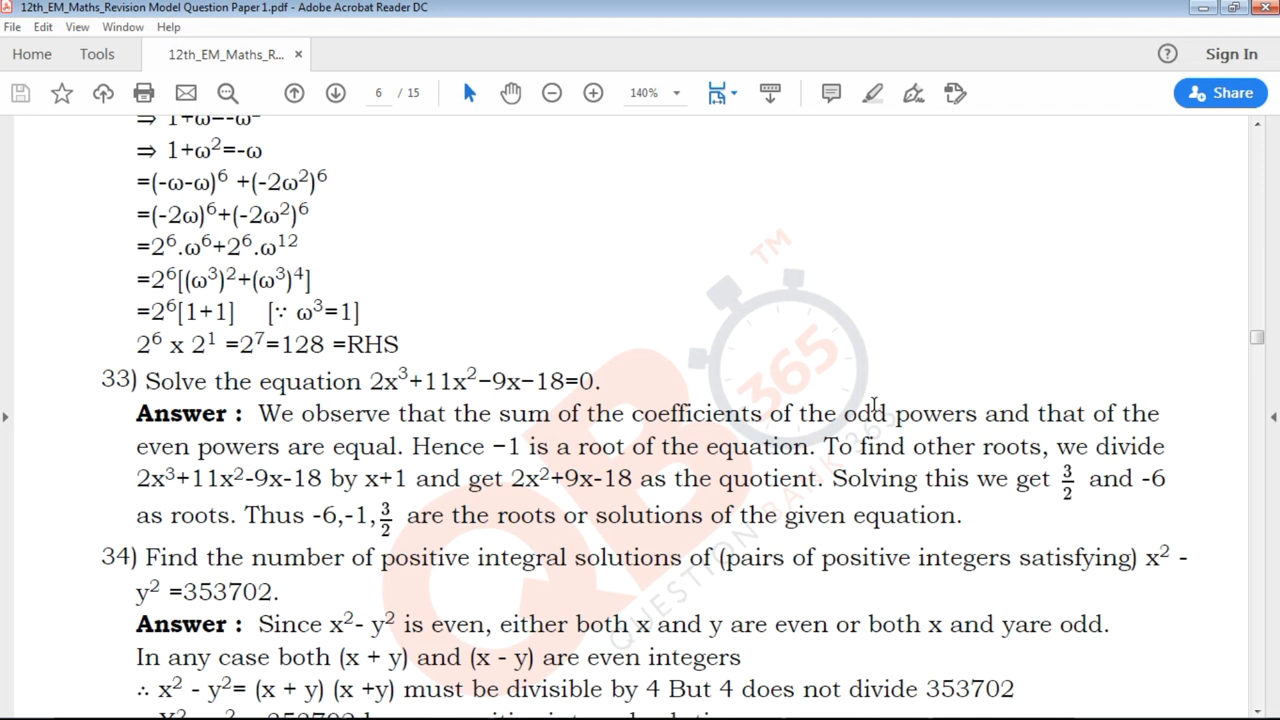 12th_EM_Maths_Revision Model Question Paper1.pdf - Adobe Acrobat Reader DC
File Edit View Window Help
Home Tools 12th_EM_Maths_R... × Sign In
6 / 15 140% Share
⇒ 1+ω=-ω²
⇒ 1+ω²=-ω
=(-ω-ω)⁶ +(-2ω²)⁶
=(-2ω)⁶+(-2ω²)⁶
=2⁶.ω⁶+2⁶.ω¹²
=2⁶[(ω³)²+(ω³)⁴]
=2⁶[1+1] [∵ ω³=1]
2⁶ x 2¹ =2⁷=128 =RHS
33) Solve the equation 2x³+11x²−9x−18=0.
Answer : We observe that the sum of the coefficients of the odd powers and that of the
even powers are equal. Hence −1 is a root of the equation. To find other roots, we divide
2x³+11x²-9x-18 by x+1 and get 2x²+9x-18 as the quotient. Solving this we get 3/2 and -6
as roots. Thus -6,-1,3/2 are the roots or solutions of the given equation.
34) Find the number of positive integral solutions of (pairs of positive integers satisfying) x² -
y² =353702.
Answer : Since x²- y² is even, either both x and y are even or both x and yare odd.
In any case both (x + y) and (x - y) are even integers
∴ x² - y²= (x + y) (x +y) must be divisible by 4 But 4 does not divide 353702
TM
365
QB
QUESTION BANK 365